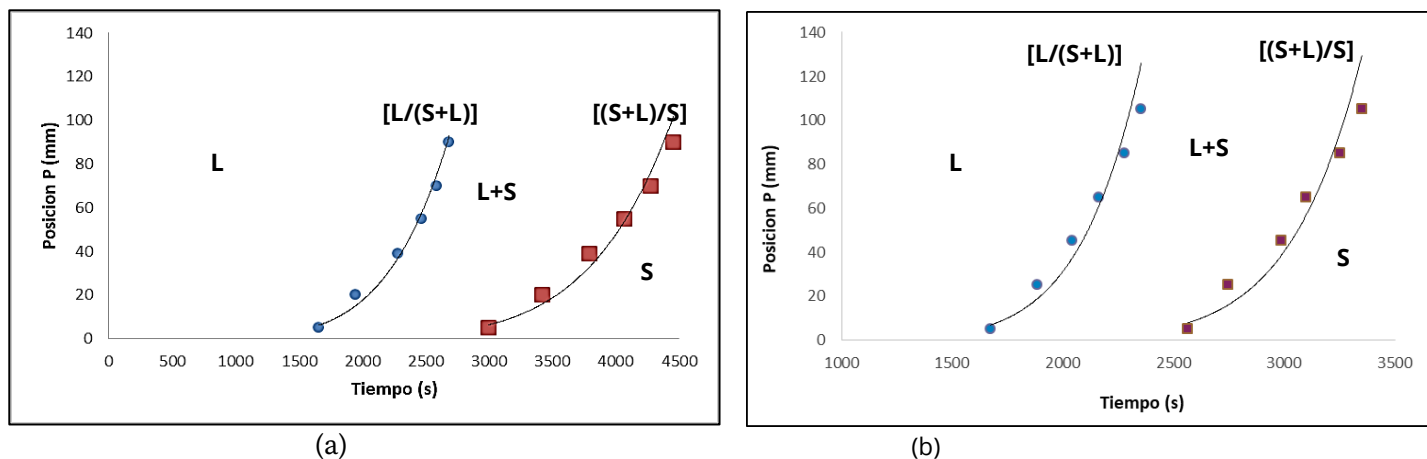 140
120
100
80
60
40
20
0
Posicion P (mm)
[L/(S+L)]
[(S+L)/S]
L
L+S
S
0 500 1000 1500 2000 2500 3000 3500 4000 4500
Tiempo (s)
(a)
140
120
100
80
60
40
20
0
Posicion P (mm)
[L/(S+L)]
[(S+L)/S]
L
L+S
S
1000 1500 2000 2500 3000 3500
Tiempo (s)
(b)